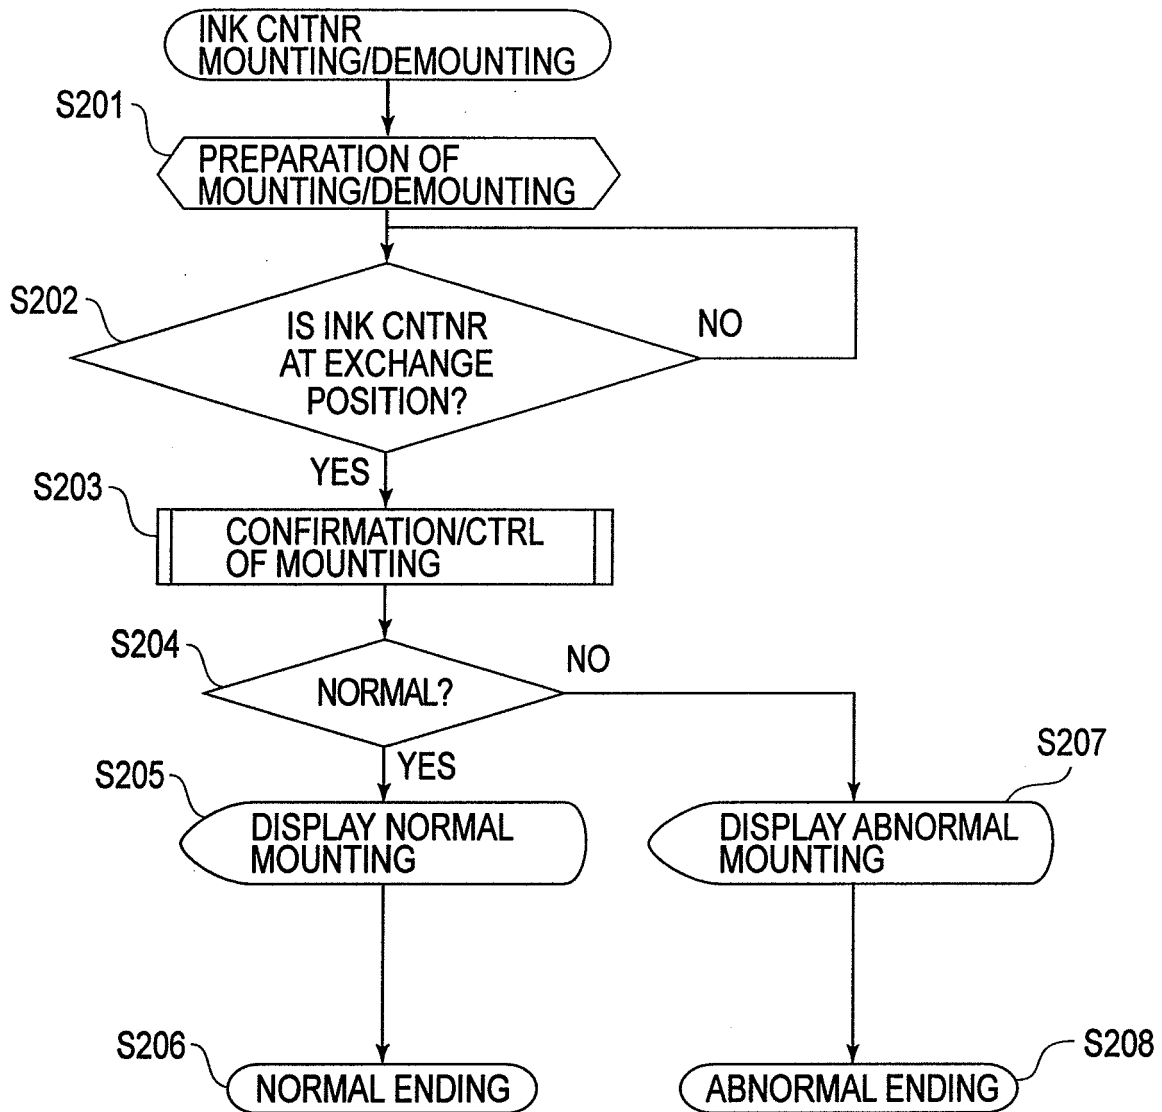 INK CNTNR
MOUNTING/DEMOUNTING
S201
PREPARATION OF
MOUNTING/DEMOUNTING
S202
IS INK CNTNR
AT EXCHANGE
POSITION?
NO
YES
S203
CONFIRMATION/CTRL
OF MOUNTING
S204
NORMAL?
NO
YES
S205
DISPLAY NORMAL
MOUNTING
S207
DISPLAY ABNORMAL
MOUNTING
S206
NORMAL ENDING
S208
ABNORMAL ENDING